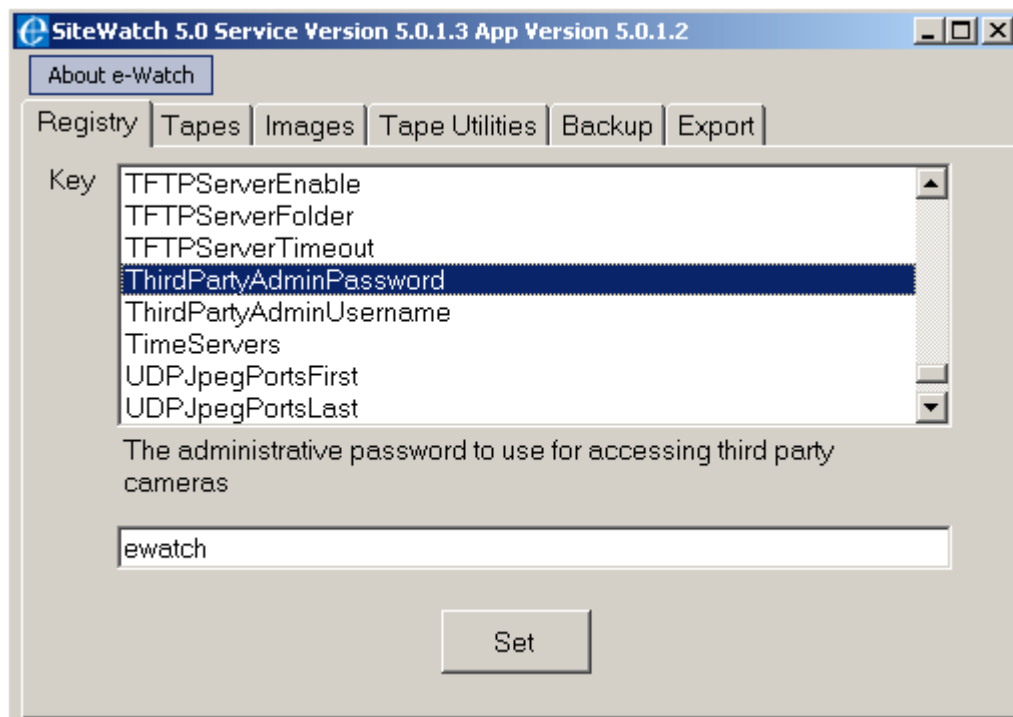 SiteWatch 5.0 Service Version 5.0.1.3 App Version 5.0.1.2
About e-Watch
Registry Tapes Images Tape Utilities Backup Export
Key
TFTPServerEnable
TFTPServerFolder
TFTPServerTimeout
ThirdPartyAdminPassword
ThirdPartyAdminUsername
TimeServers
UDPJpegPortsFirst
UDPJpegPortsLast
The administrative password to use for accessing third party
cameras
ewatch
Set